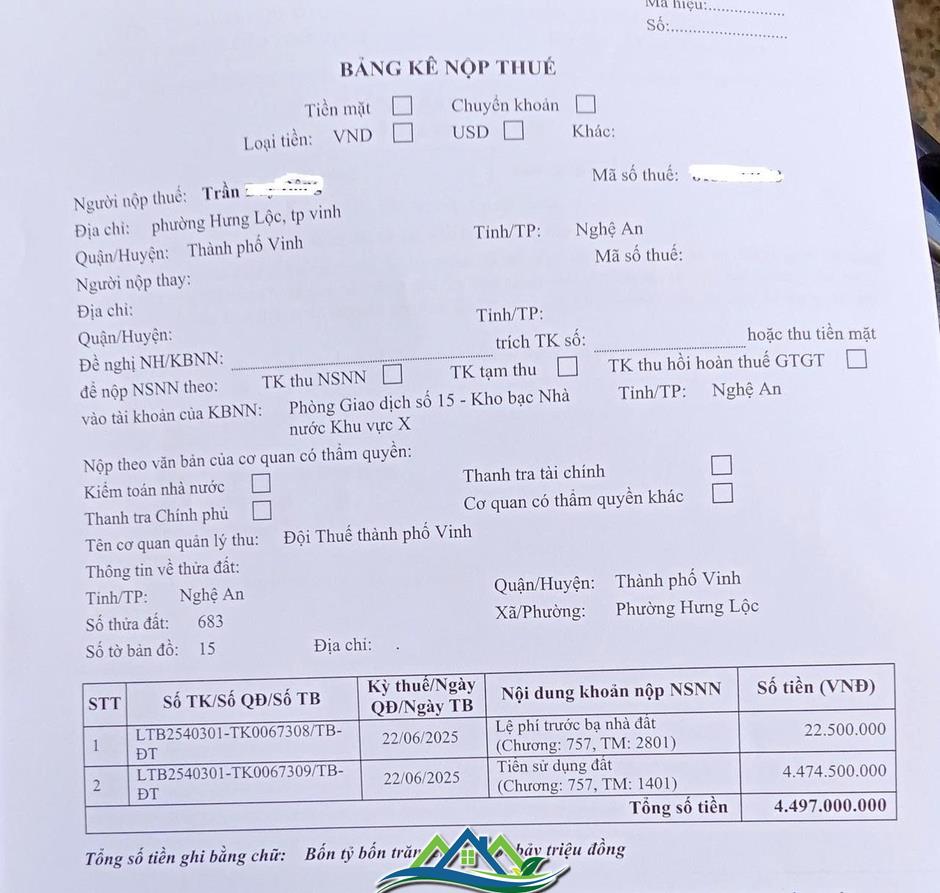 Mã hiệu:................
Số:.........................
BẢNG KÊ NỘP THUẾ
Tiền mặt Chuyển khoản
Loại tiền: VND USD Khác:
Người nộp thuế: Trần Mã số thuế:
Địa chỉ: phường Hưng Lộc, tp vinh
Quận/Huyện: Thành phố Vinh Tỉnh/TP: Nghệ An
Người nộp thay: Mã số thuế:
Địa chỉ:
Quận/Huyện: Tỉnh/TP:
Đề nghị NH/KBNN: ........................ trích TK số: ........................ hoặc thu tiền mặt
để nộp NSNN theo: TK thu NSNN TK tạm thu TK thu hồi hoàn thuế GTGT
vào tài khoản của KBNN: Phòng Giao dịch số 15 - Kho bạc Nhà Tỉnh/TP: Nghệ An
nước Khu vực X
Nộp theo văn bản của cơ quan có thẩm quyền:
Kiểm toán nhà nước Thanh tra tài chính
Thanh tra Chính phủ Cơ quan có thẩm quyền khác
Tên cơ quan quản lý thu: Đội Thuế thành phố Vinh
Thông tin về thửa đất:
Tỉnh/TP: Nghệ An Quận/Huyện: Thành phố Vinh
Số thửa đất: 683 Xã/Phường: Phường Hưng Lộc
Số tờ bản đồ: 15 Địa chỉ: .
STT Số TK/Số QĐ/Số TB Kỳ thuế/Ngày QĐ/Ngày TB Nội dung khoản nộp NSNN Số tiền (VNĐ)
1 LTB2540301-TK0067308/TB-ĐT 22/06/2025 Lệ phí trước bạ nhà đất (Chương: 757, TM: 2801) 22.500.000
2 LTB2540301-TK0067309/TB-ĐT 22/06/2025 Tiền sử dụng đất (Chương: 757, TM: 1401) 4.474.500.000
Tổng số tiền 4.497.000.000
Tổng số tiền ghi bằng chữ: Bốn tỷ bốn bảy triệu đồng